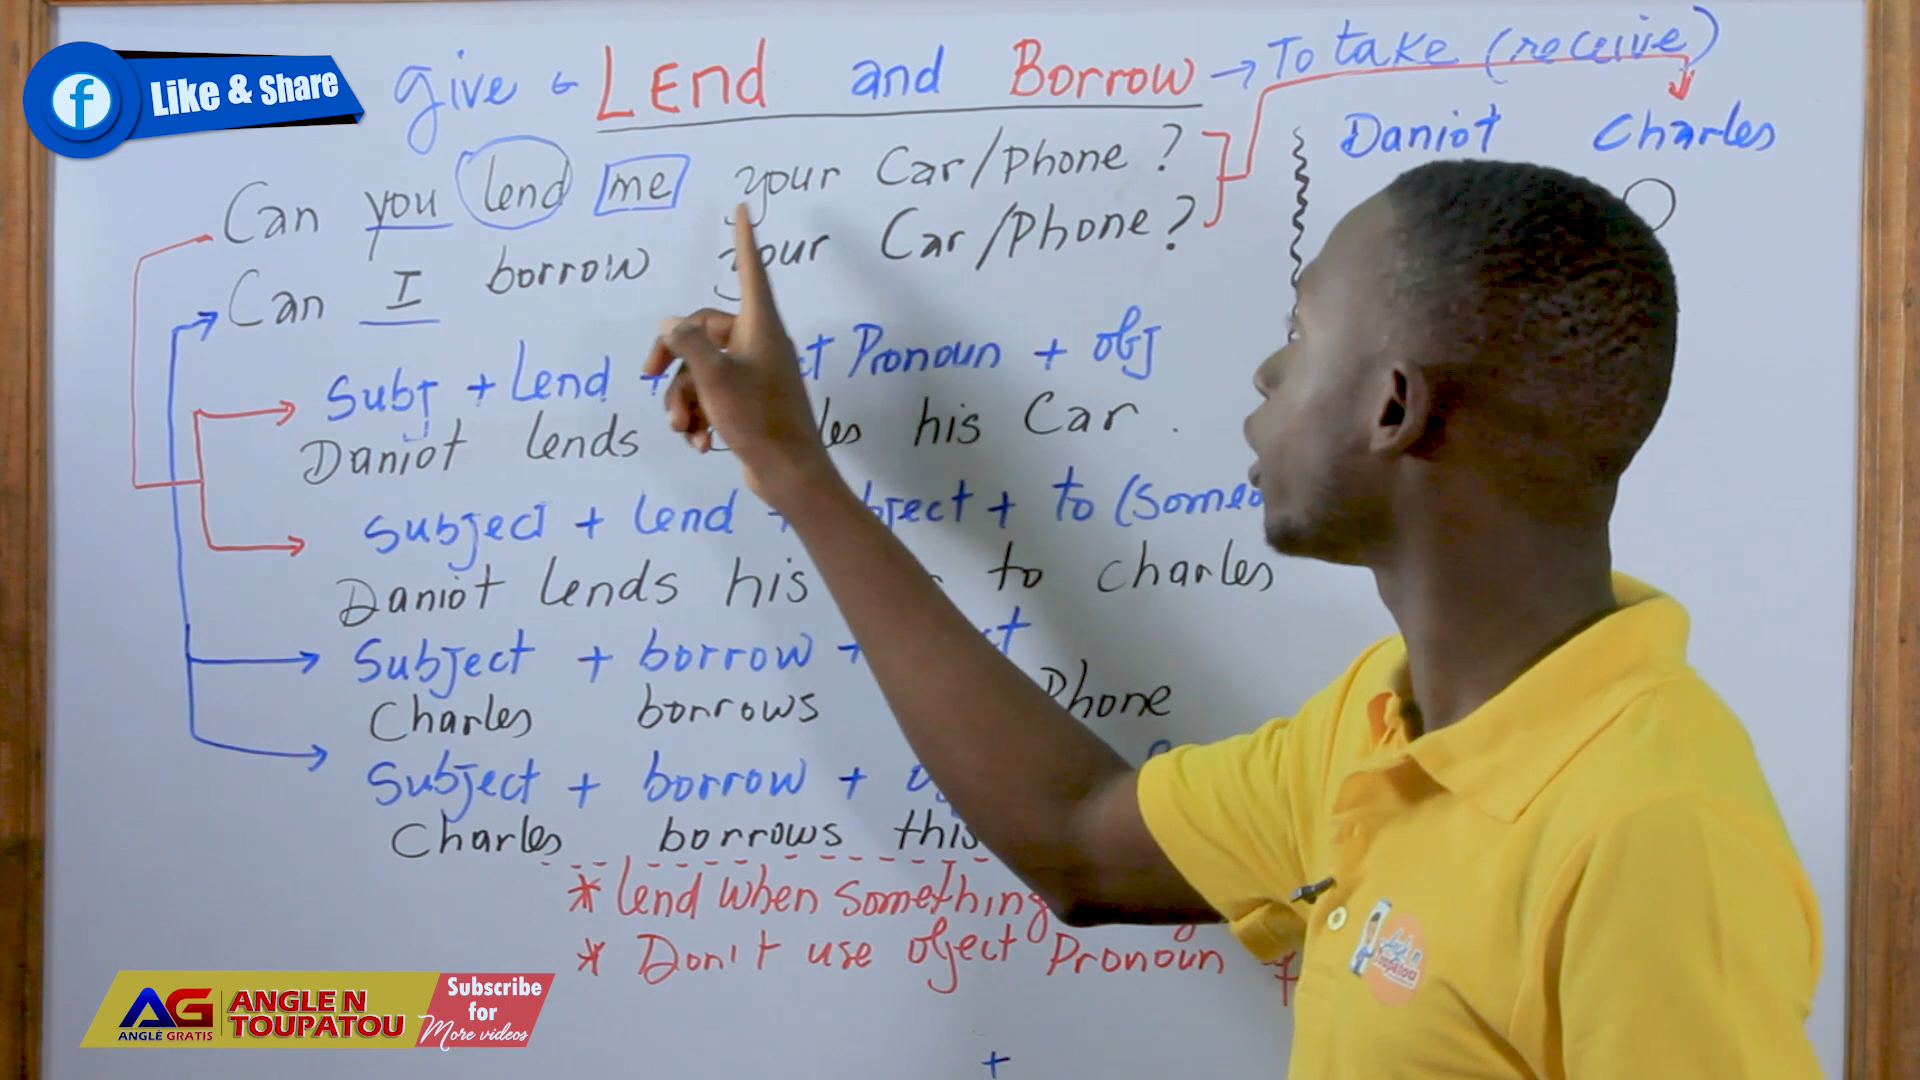 Like & Share
give Lend and Borrow → To take (receive)
Daniot Charles
Can you lend me your Car/Phone ?
Can I borrow your Car/Phone ?
Subj + Lend + Pronoun + obj
Daniot lends his Car .
Subject + Lend + + to
Daniot Lends his to Charles
Subject + borrow +
Charles borrows Phone
Subject + borrow +
Charles borrows this
* Lend when something
* Don't use object Pronoun
+
AG ANGLE N
TOUPATOU
ANGLÈ GRATIS
Subscribe
for
More videos